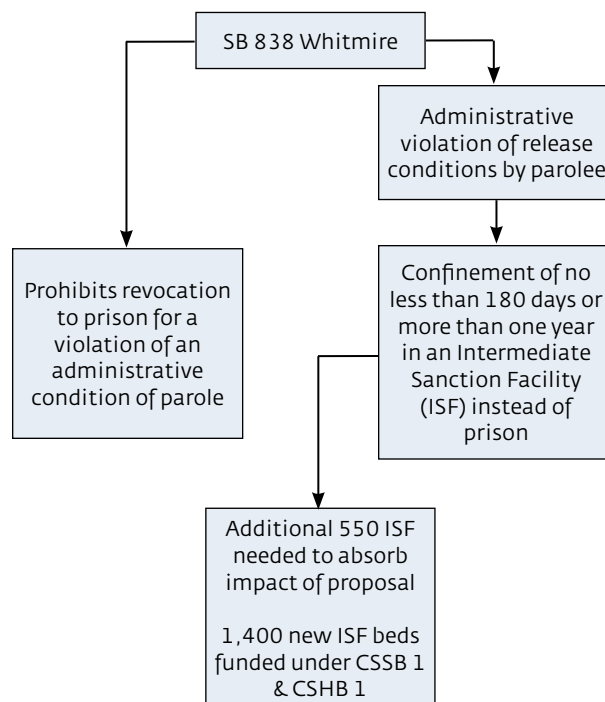 SB 838 Whitmire
Administrative
violation of release
conditions by parolee
Prohibits revocation
to prison for a
violation of an
administrative
condition of parole
Confinement of no
less than 180 days or
more than one year
in an Intermediate
Sanction Facility
(ISF) instead of
prison
Additional 550 ISF
needed to absorb
impact of proposal
1,400 new ISF beds
funded under CSSB 1
& CSHB 1